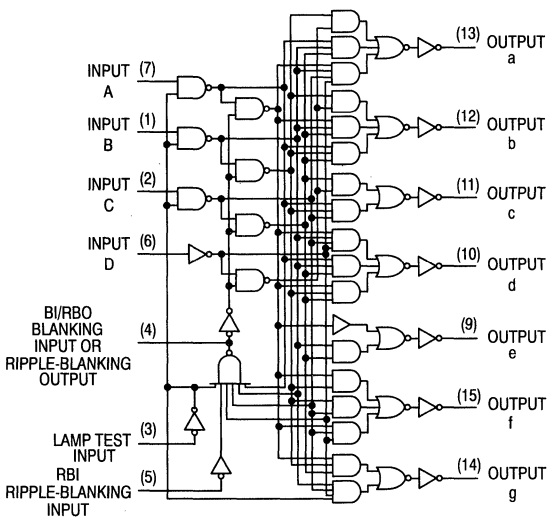 INPUT A (7)
INPUT B (1)
INPUT C (2)
INPUT D (6)
BI/RBO
BLANKING (4)
INPUT OR
RIPPLE-BLANKING
OUTPUT
(3)
LAMP TEST
INPUT
RBI (5)
RIPPLE-BLANKING
INPUT
(13) OUTPUT
a
(12) OUTPUT
b
(11) OUTPUT
c
(10) OUTPUT
d
(9) OUTPUT
e
(15) OUTPUT
f
(14) OUTPUT
g